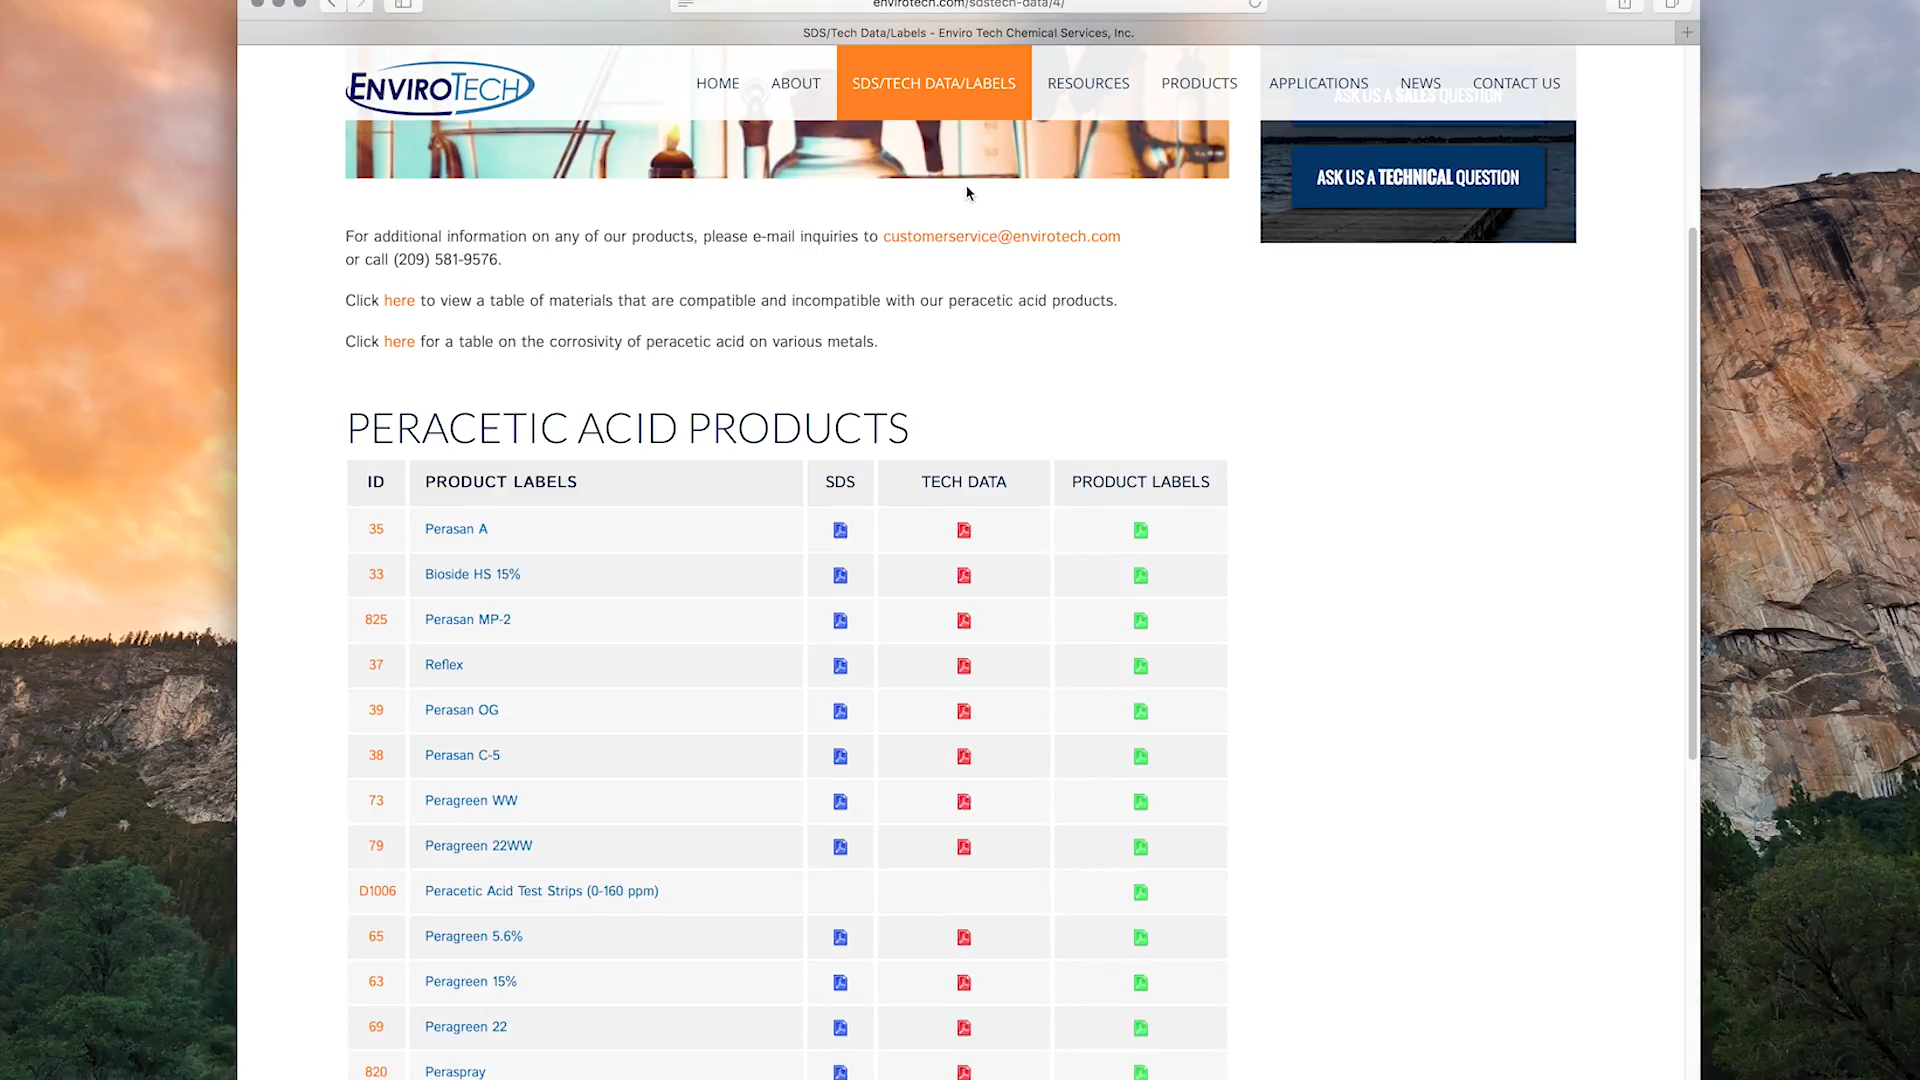 envirotech.com/sdstech-data/4/
SDS/Tech Data/Labels - Enviro Tech Chemical Services, Inc.
ENVIROTECH
HOME
ABOUT
SDS/TECH DATA/LABELS
RESOURCES
PRODUCTS
APPLICATIONS
NEWS
CONTACT US
ASK US A SALES QUESTION
ASK US A TECHNICAL QUESTION
For additional information on any of our products, please e-mail inquiries to customerservice@envirotech.com
or call (209) 581-9576.
Click here to view a table of materials that are compatible and incompatible with our peracetic acid products.
Click here for a table on the corrosivity of peracetic acid on various metals.
PERACETIC ACID PRODUCTS
ID PRODUCT LABELS SDS TECH DATA PRODUCT LABELS
35 Perasan A
33 Bioside HS 15%
825 Perasan MP-2
37 Reflex
39 Perasan OG
38 Perasan C-5
73 Peragreen WW
79 Peragreen 22WW
D1006 Peracetic Acid Test Strips (0-160 ppm)
65 Peragreen 5.6%
63 Peragreen 15%
69 Peragreen 22
820 Peraspray